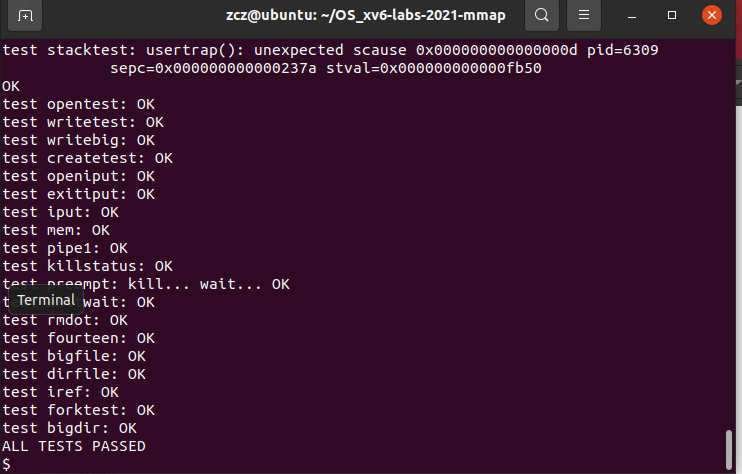 zcz@ubuntu: ~/OS_xv6-labs-2021-mmap
test stacktest: usertrap(): unexpected scause 0x000000000000000d pid=6309
            sepc=0x000000000000237a stval=0x000000000000fb50
OK
test opentest: OK
test writetest: OK
test writebig: OK
test createtest: OK
test openiput: OK
test exitiput: OK
test iput: OK
test mem: OK
test pipe1: OK
test killstatus: OK
test preempt: kill... wait... OK
Terminal
wait: OK
test rmdot: OK
test fourteen: OK
test bigfile: OK
test dirfile: OK
test iref: OK
test forktest: OK
test bigdir: OK
ALL TESTS PASSED
$